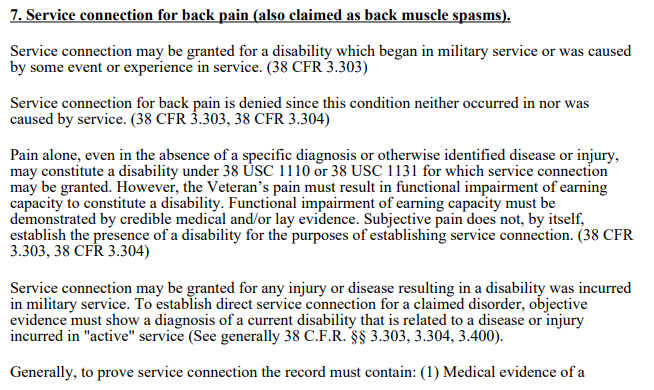 7. Service connection for back pain (also claimed as back muscle spasms).
Service connection may be granted for a disability which began in military service or was caused
by some event or experience in service. (38 CFR 3.303)
Service connection for back pain is denied since this condition neither occurred in nor was
caused by service. (38 CFR 3.303, 38 CFR 3.304)
Pain alone, even in the absence of a specific diagnosis or otherwise identified disease or injury,
may constitute a disability under 38 USC 1110 or 38 USC 1131 for which service connection
may be granted. However, the Veteran's pain must result in functional impairment of earning
capacity to constitute a disability. Functional impairment of earning capacity must be
demonstrated by credible medical and/or lay evidence. Subjective pain does not, by itself,
establish the presence of a disability for the purposes of establishing service connection. (38 CFR
3.303, 38 CFR 3.304)
Service connection may be granted for any injury or disease resulting in a disability was incurred
in military service. To establish direct service connection for a claimed disorder, objective
evidence must show a diagnosis of a current disability that is related to a disease or injury
incurred in "active" service (See generally 38 C.F.R. §§ 3.303, 3.304, 3.400).
Generally, to prove service connection the record must contain: (1) Medical evidence of a